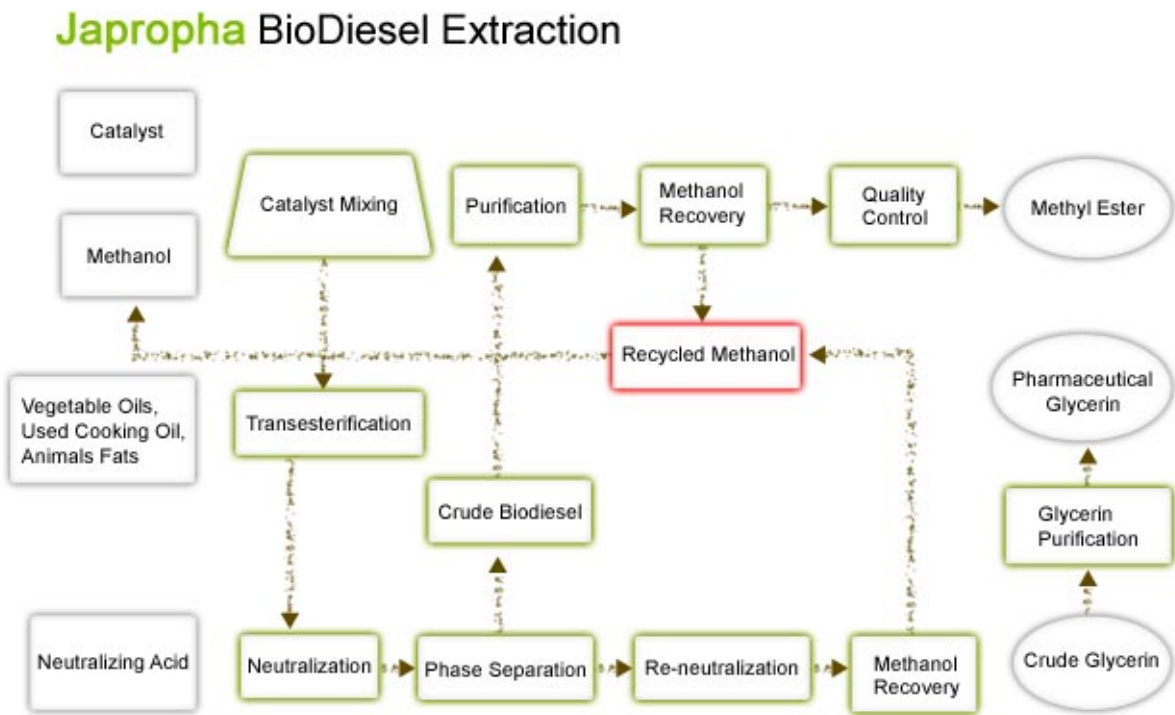 Japropha BioDiesel Extraction
Catalyst
Catalyst Mixing
Purification
Methanol
Recovery
Quality
Control
Methyl Ester
Methanol
Recycled Methanol
Pharmaceutical
Glycerin
Vegetable Oils,
Used Cooking Oil,
Animals Fats
Transesterification
Crude Biodiesel
Glycerin
Purification
Neutralizing Acid
Neutralization
Phase Separation
Re-neutralization
Methanol
Recovery
Crude Glycerin